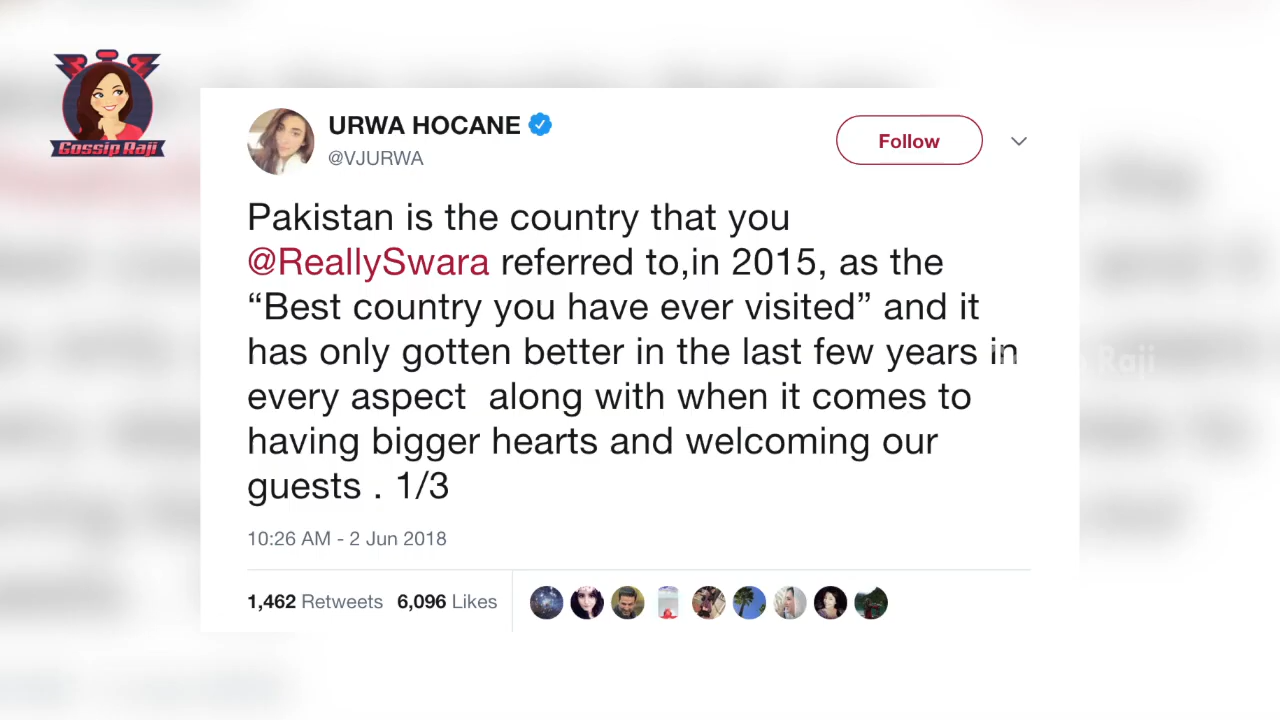 Gossip Raji
URWA HOCANE
@VJURWA
Follow
Pakistan is the country that you
@ReallySwara referred to,in 2015, as the
“Best country you have ever visited” and it
has only gotten better in the last few years in
every aspect  along with when it comes to
having bigger hearts and welcoming our
guests . 1/3
10:26 AM - 2 Jun 2018
1,462 Retweets 6,096 Likes
Raji